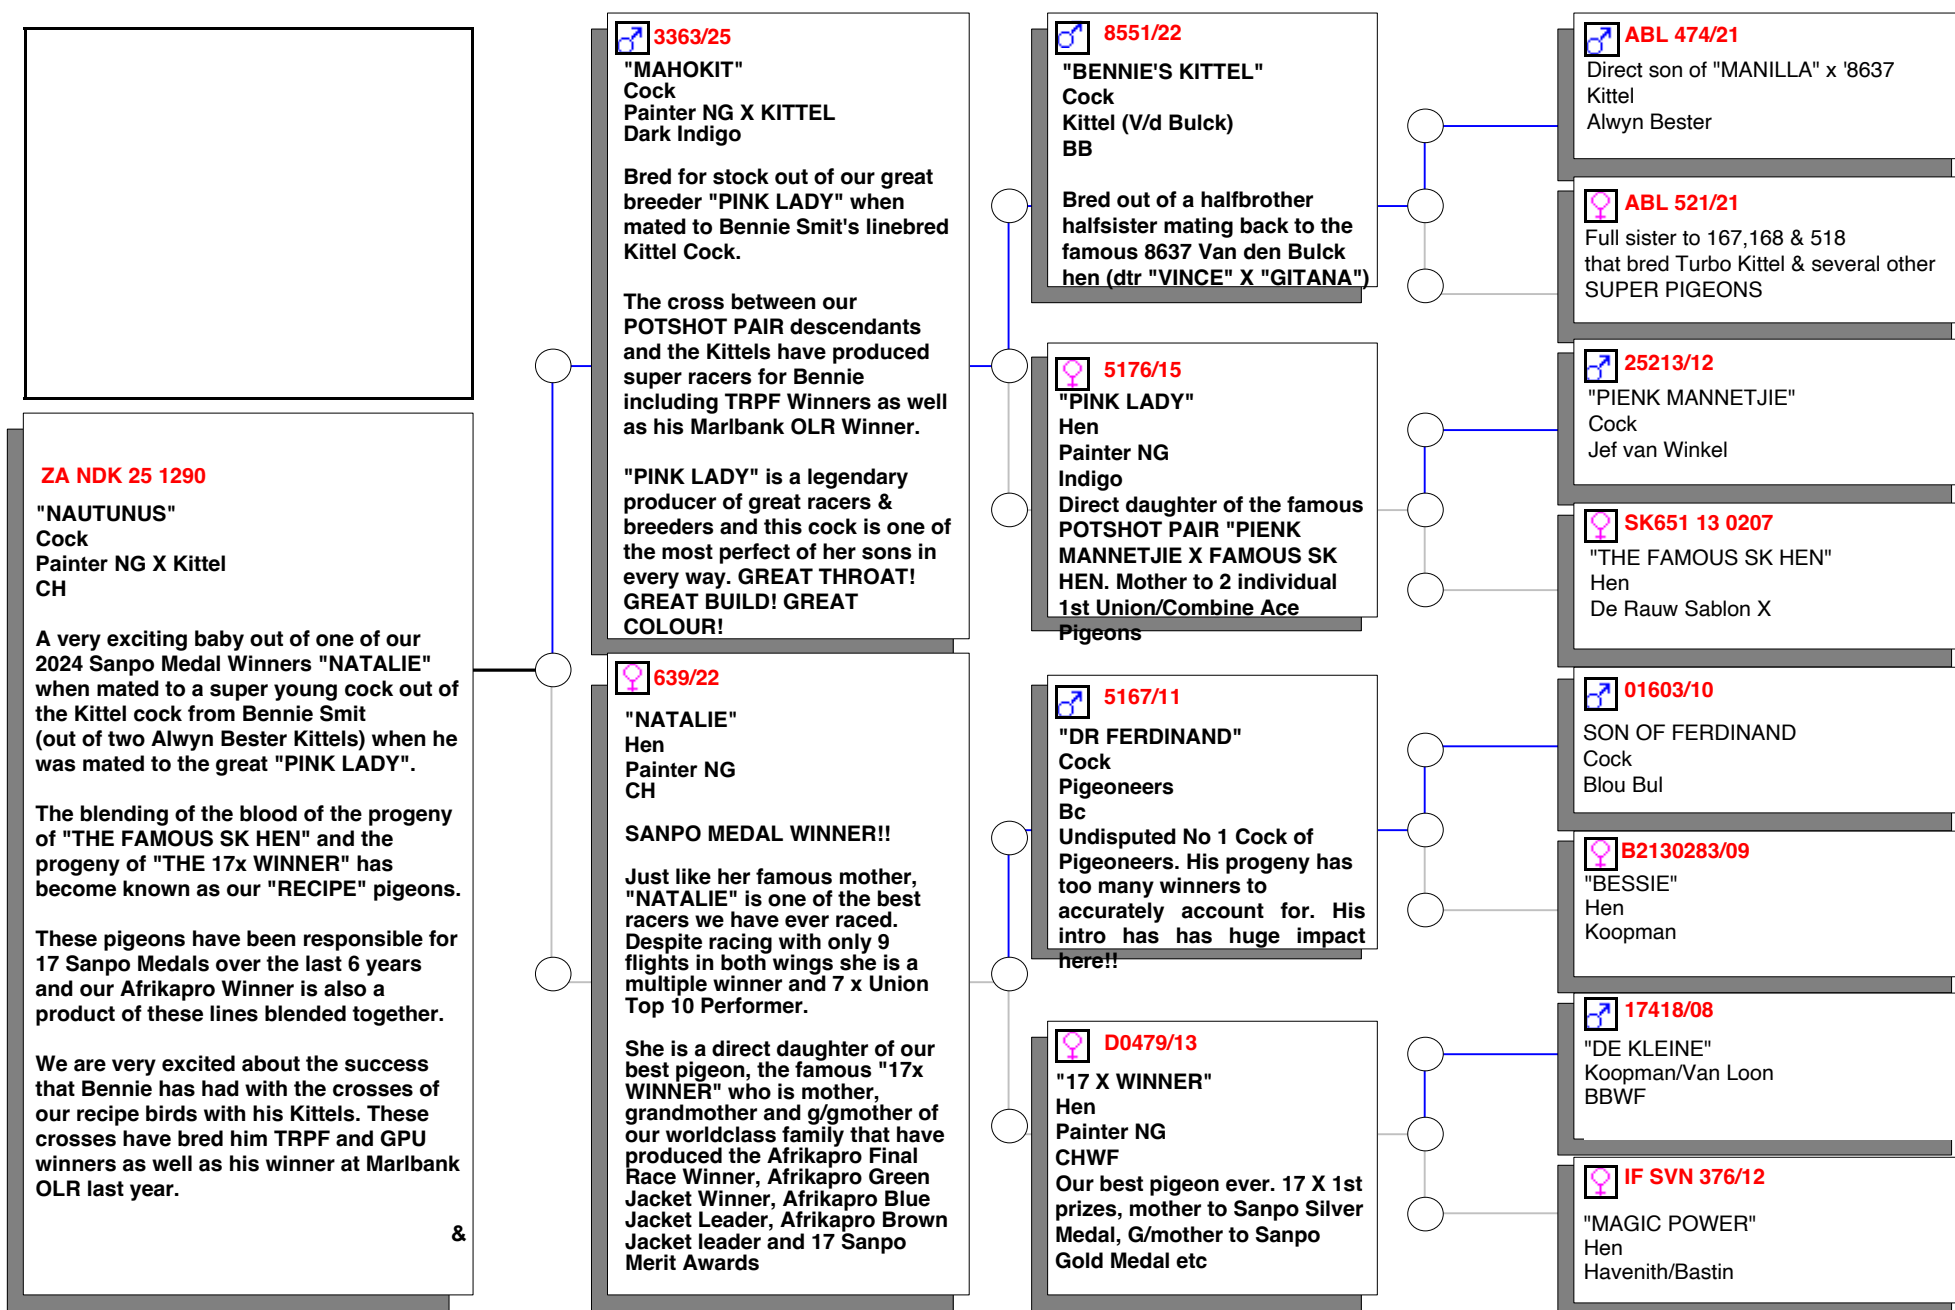 ZA NDK 25 1290
"NAUTUNUS"
Cock
Painter NG X Kittel
CH
A very exciting baby out of one of our
2024 Sanpo Medal Winners "NATALIE"
when mated to a super young cock out of
the Kittel cock from Bennie Smit
(out of two Alwyn Bester Kittels) when he
was mated to the great "PINK LADY".
The blending of the blood of the progeny
of "THE FAMOUS SK HEN" and the
progeny of "THE 17x WINNER" has
become known as our "RECIPE" pigeons.
These pigeons have been responsible for
17 Sanpo Medals over the last 6 years
and our Afrikapro Winner is also a
product of these lines blended together.
We are very excited about the success
that Bennie has had with the crosses of
our recipe birds with his Kittels. These
crosses have bred him TRPF and GPU
winners as well as his winner at Marlbank
OLR last year.
&
3363/25
"MAHOKIT"
Cock
Painter NG X KITTEL
Dark Indigo
Bred for stock out of our great
breeder "PINK LADY" when
mated to Bennie Smit's linebred
Kittel Cock.
The cross between our
POTSHOT PAIR descendants
and the Kittels have produced
super racers for Bennie
including TRPF Winners as well
as his Marlbank OLR Winner.
"PINK LADY" is a legendary
producer of great racers &
breeders and this cock is one of
the most perfect of her sons in
every way. GREAT THROAT!
GREAT BUILD! GREAT
COLOUR!
639/22
"NATALIE"
Hen
Painter NG
CH
SANPO MEDAL WINNER!!
Just like her famous mother,
"NATALIE" is one of the best
racers we have ever raced.
Despite racing with only 9
flights in both wings she is a
multiple winner and 7 x Union
Top 10 Performer.
She is a direct daughter of our
best pigeon, the famous "17x
WINNER" who is mother,
grandmother and g/gmother of
our worldclass family that have
produced the Afrikapro Final
Race Winner, Afrikapro Green
Jacket Winner, Afrikapro Blue
Jacket Leader, Afrikapro Brown
Jacket leader and 17 Sanpo
Merit Awards
8551/22
"BENNIE'S KITTEL"
Cock
Kittel (V/d Bulck)
BB
Bred out of a halfbrother
halfsister mating back to the
famous 8637 Van den Bulck
hen (dtr "VINCE" X "GITANA")
5176/15
"PINK LADY"
Hen
Painter NG
Indigo
Direct daughter of the famous
POTSHOT PAIR "PIENK
MANNETJIE X FAMOUS SK
HEN. Mother to 2 individual
1st Union/Combine Ace
Pigeons
5167/11
"DR FERDINAND"
Cock
Pigeoneers
Bc
Undisputed No 1 Cock of
Pigeoneers. His progeny has
too many winners to
accurately account for. His
intro has has huge impact
here!!
D0479/13
"17 X WINNER"
Hen
Painter NG
CHWF
Our best pigeon ever. 17 X 1st
prizes, mother to Sanpo Silver
Medal, G/mother to Sanpo
Gold Medal etc
ABL 474/21
Direct son of "MANILLA" x '8637
Kittel
Alwyn Bester
ABL 521/21
Full sister to 167,168 & 518
that bred Turbo Kittel & several other
SUPER PIGEONS
25213/12
"PIENK MANNETJIE"
Cock
Jef van Winkel
SK651 13 0207
"THE FAMOUS SK HEN"
Hen
De Rauw Sablon X
01603/10
SON OF FERDINAND
Cock
Blou Bul
B2130283/09
"BESSIE"
Hen
Koopman
17418/08
"DE KLEINE"
Koopman/Van Loon
BBWF
IF SVN 376/12
"MAGIC POWER"
Hen
Havenith/Bastin